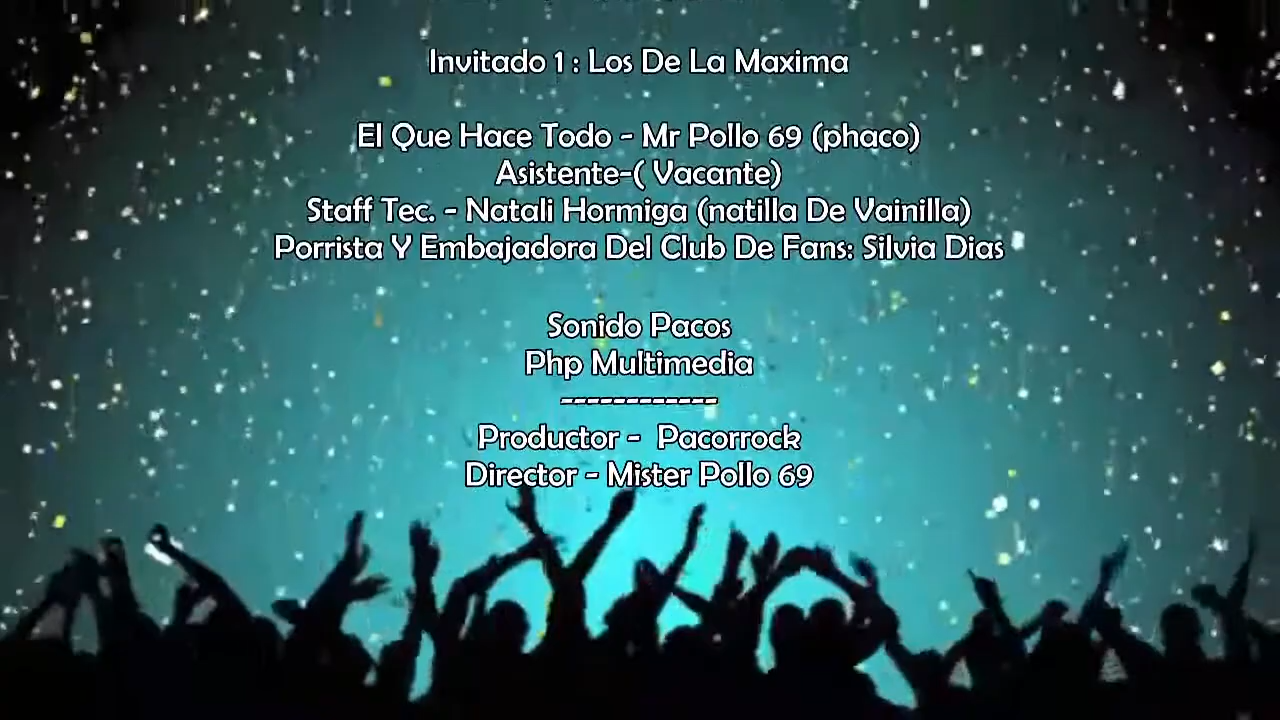 Invitado 1 : Los De La Maxima
El Que Hace Todo - Mr Pollo 69 (phaco)
Asistente-( Vacante)
Staff Tec. - Natali Hormiga (natilla De Vainilla)
Porrista Y Embajadora Del Club De Fans: Silvia Dias
Sonido Pacos
Php Multimedia
------------
Productor -  Pacorrock
Director - Mister Pollo 69